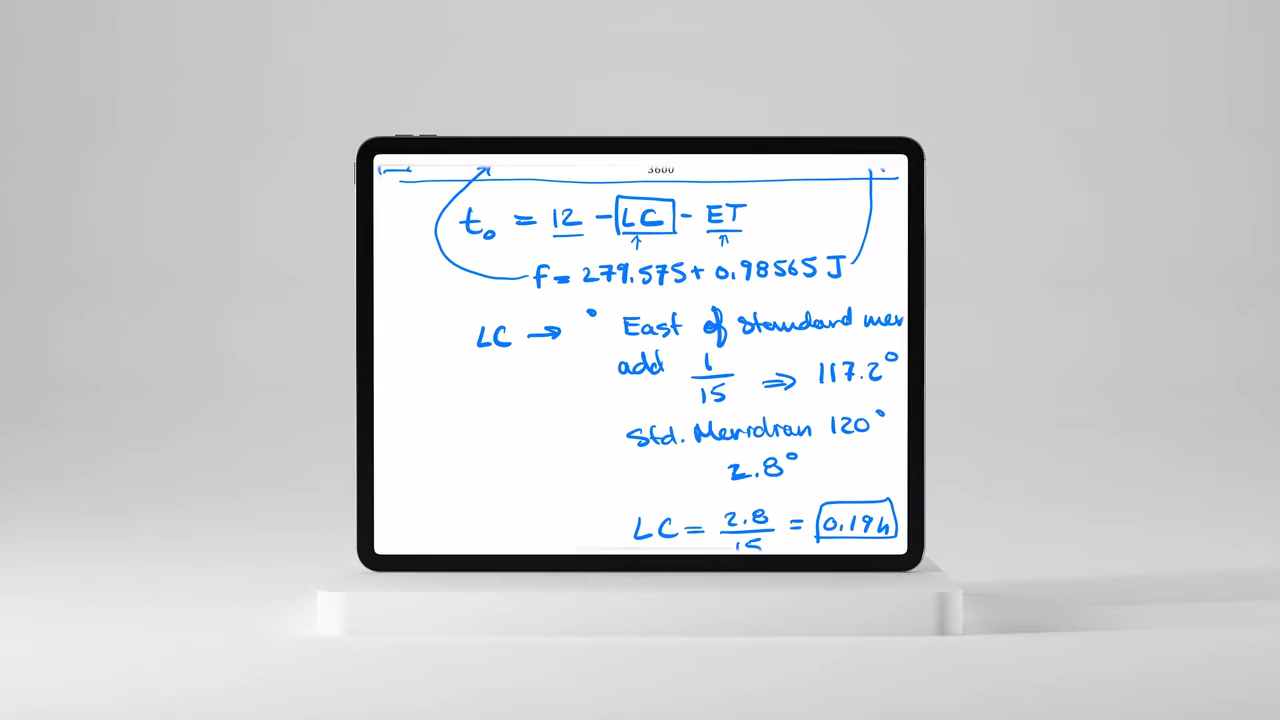 3600
t₀ = 12 - LC - ET
f = 279.575 + 0.98565 J
LC → ° East of standard mer
add 1/15 ⇒ 117.2°
Std. Meridian 120°
2.8°
LC = 2.8/15 = 0.19h